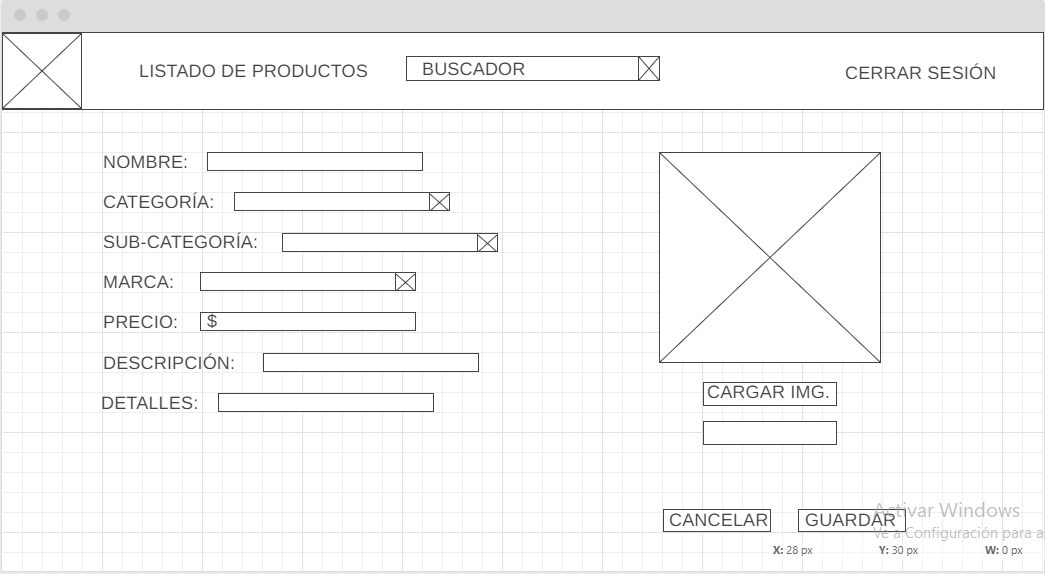 LISTADO DE PRODUCTOS BUSCADOR CERRAR SESIÓN
NOMBRE:
CATEGORÍA:
SUB-CATEGORÍA:
MARCA:
PRECIO: $
DESCRIPCIÓN:
DETALLES:
CARGAR IMG.
CANCELAR GUARDAR
Activar Windows
Ve a Configuración para a
X: 28 px Y: 30 px W: 0 px